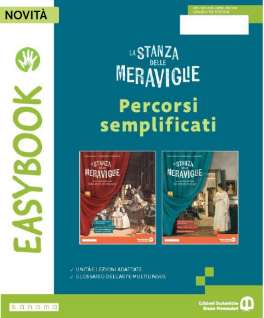 NOVITÀ
EASYBOOK
LA STANZA
DELLE
MERAVIGLIE
Percorsi
semplificati
LA STANZA
DELLE
MERAVIGLIE
LA STANZA
DELLE
MERAVIGLIE
✓ UNITÀ E LEZIONI ADATTATE
✓ GLOSSARIO DELL'ARTE MULTILINGUE
sanoma
Edizioni Scolastiche
Bruno Mondadori